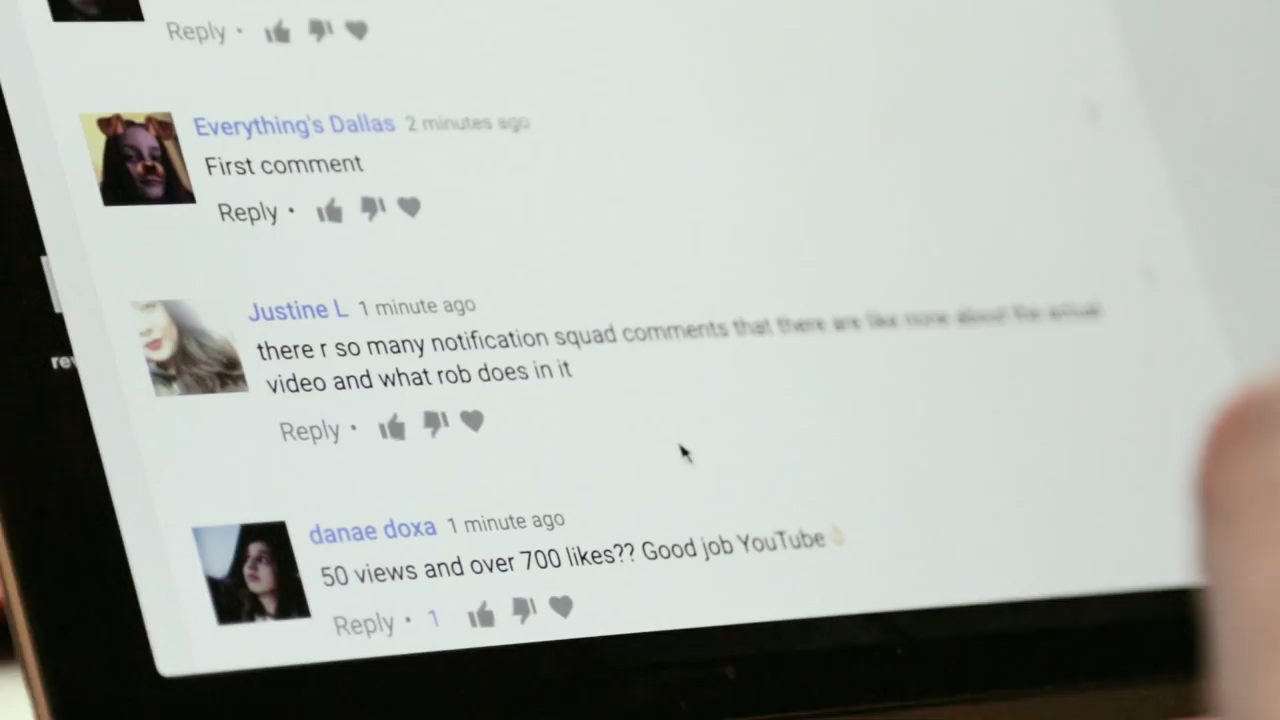 Reply •
Everything's Dallas 2 minutes ago
First comment
Reply •
Justine L 1 minute ago
there r so many notification squad comments that there are like none about the actual
video and what rob does in it
Reply •
danae doxa 1 minute ago
50 views and over 700 likes?? Good job YouTube👌🏻
Reply • 1